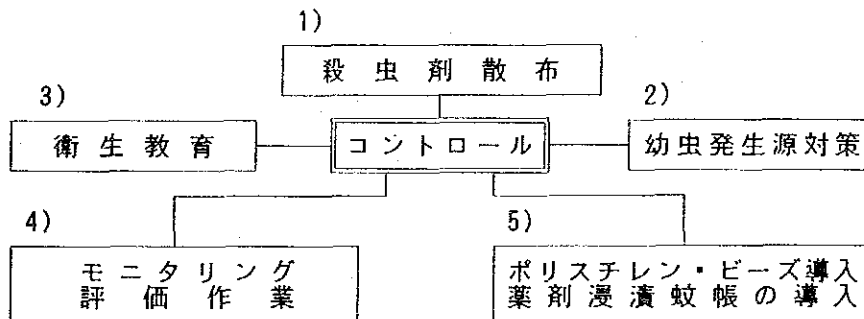 1)
殺虫剤散布
3)
2)
衛生教育
コントロール
幼虫発生源対策
4)
5)
モニタリング
評価作業
ポリスチレン・ビーズ導入
薬剤浸漬蚊帳の導入